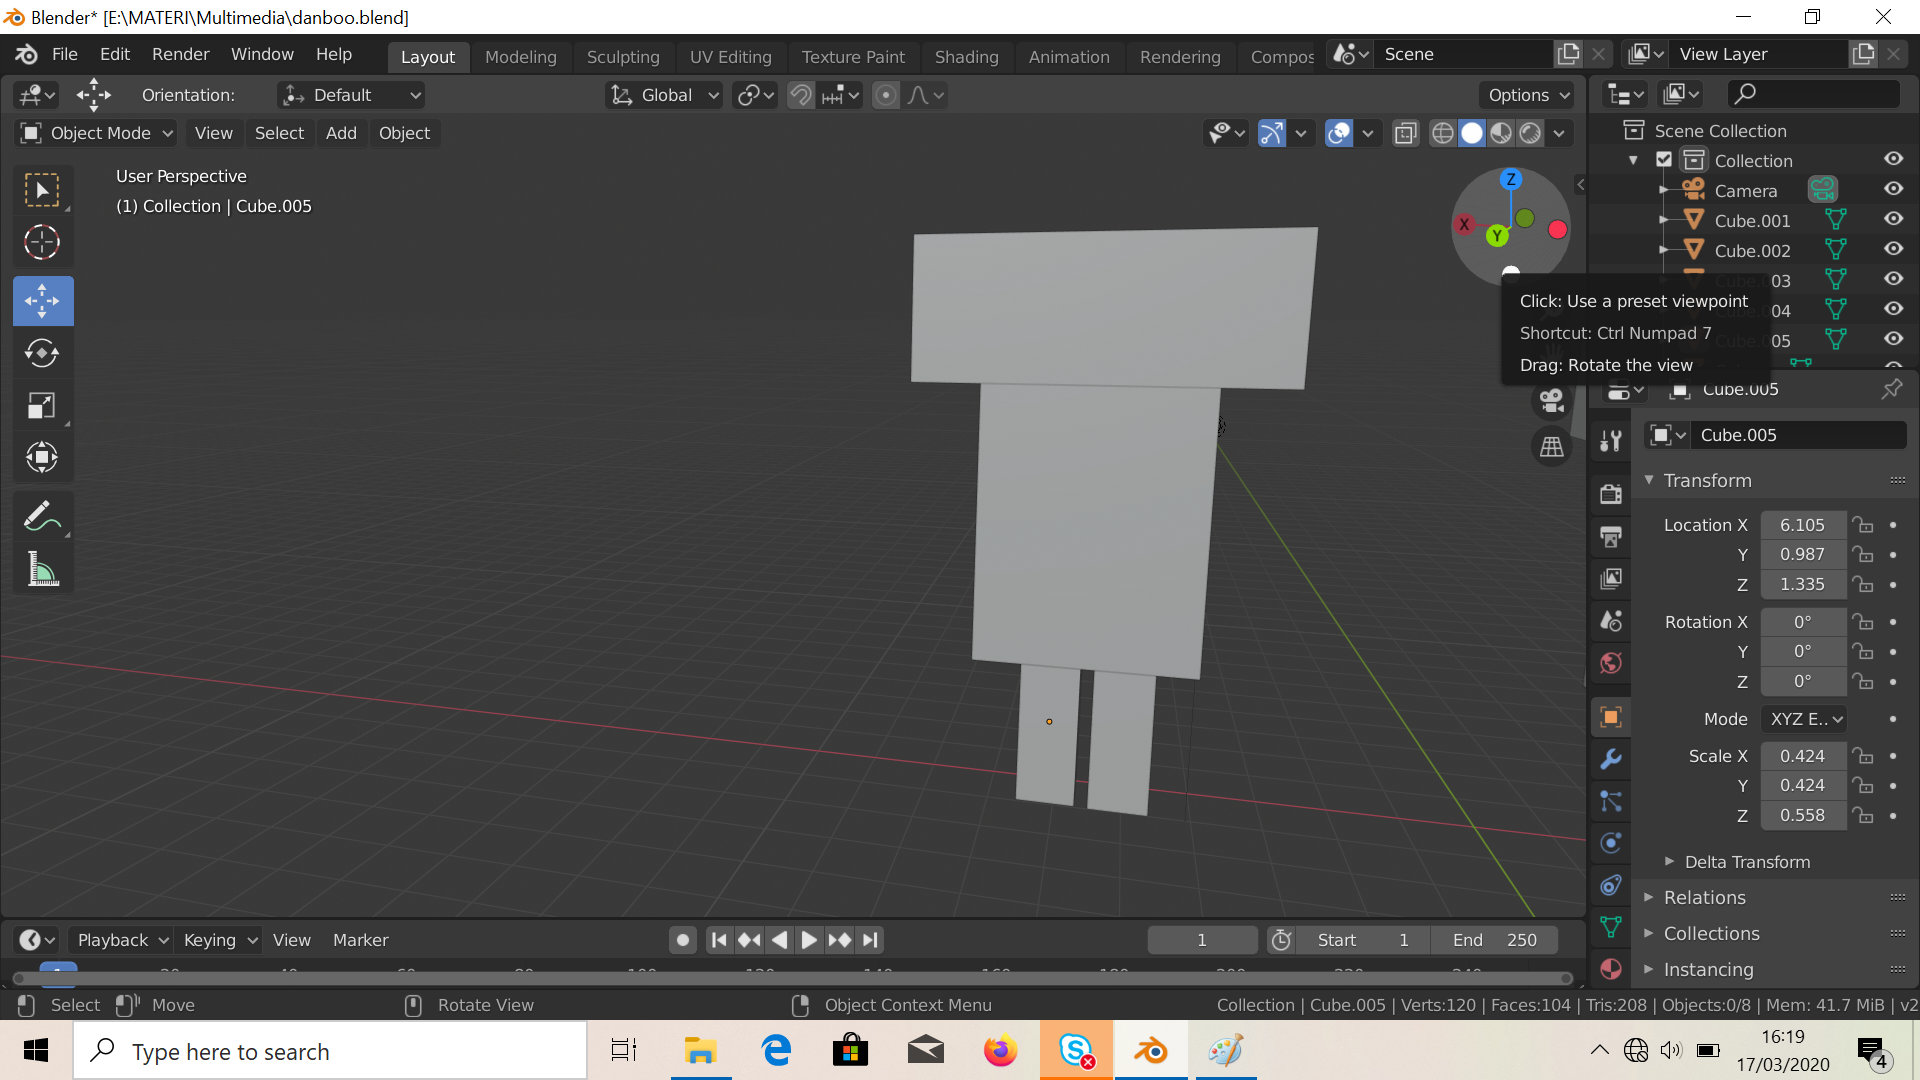 Blender* [E:\MATERI\Multimedia\danboo.blend]
File Edit Render Window Help
Layout Modeling Sculpting UV Editing Texture Paint Shading Animation Rendering Compos
Scene
View Layer
Orientation: Default
Global
Options
Object Mode View Select Add Object
User Perspective
(1) Collection | Cube.005
Z
X
Y
Scene Collection
Collection
Camera
Cube.001
Cube.002
03
04
Cube.005
Click: Use a preset viewpoint
Shortcut: Ctrl Numpad 7
Drag: Rotate the view
Cube.005
Cube.005
Transform
Location X 6.105
Y 0.987
Z 1.335
Rotation X 0°
Y 0°
Z 0°
Mode XYZ E..
Scale X 0.424
Y 0.424
Z 0.558
Delta Transform
Relations
Collections
Instancing
Playback Keying View Marker
1
Start 1
End 250
Select Move Rotate View Object Context Menu
Collection | Cube.005 | Verts:120 | Faces:104 | Tris:208 | Objects:0/8 | Mem: 41.7 MiB | v2
Type here to search
16:19
17/03/2020
4